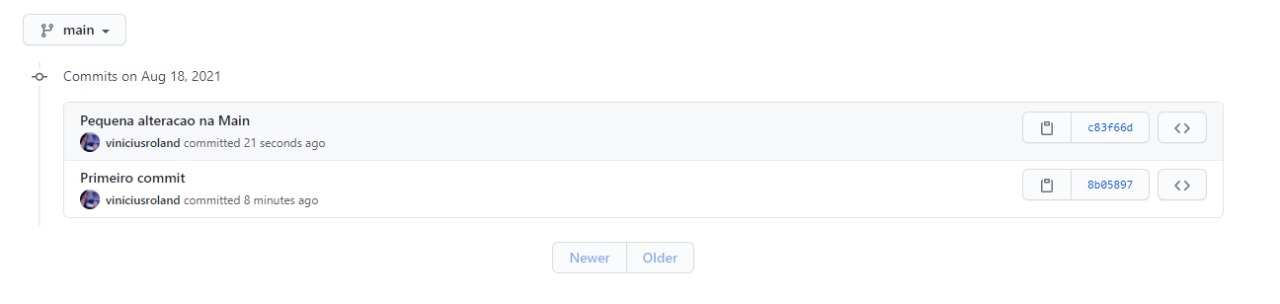 main
Commits on Aug 18, 2021
Pequena alteracao na Main
viniciusroland committed 21 seconds ago
c83f66d
Primeiro commit
viniciusroland committed 8 minutes ago
8b05897
Newer Older